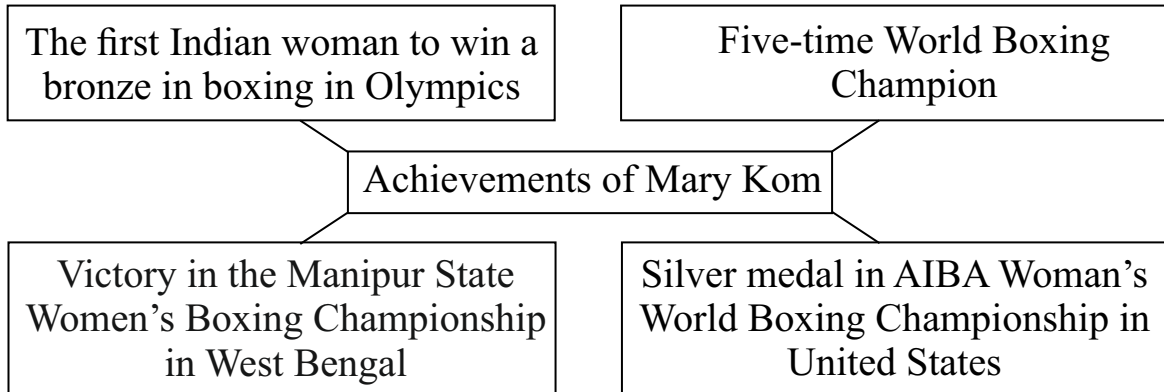 The first Indian woman to win a
bronze in boxing in Olympics
Five-time World Boxing
Champion
Achievements of Mary Kom
Victory in the Manipur State
Women’s Boxing Championship
in West Bengal
Silver medal in AIBA Woman’s
World Boxing Championship in
United States